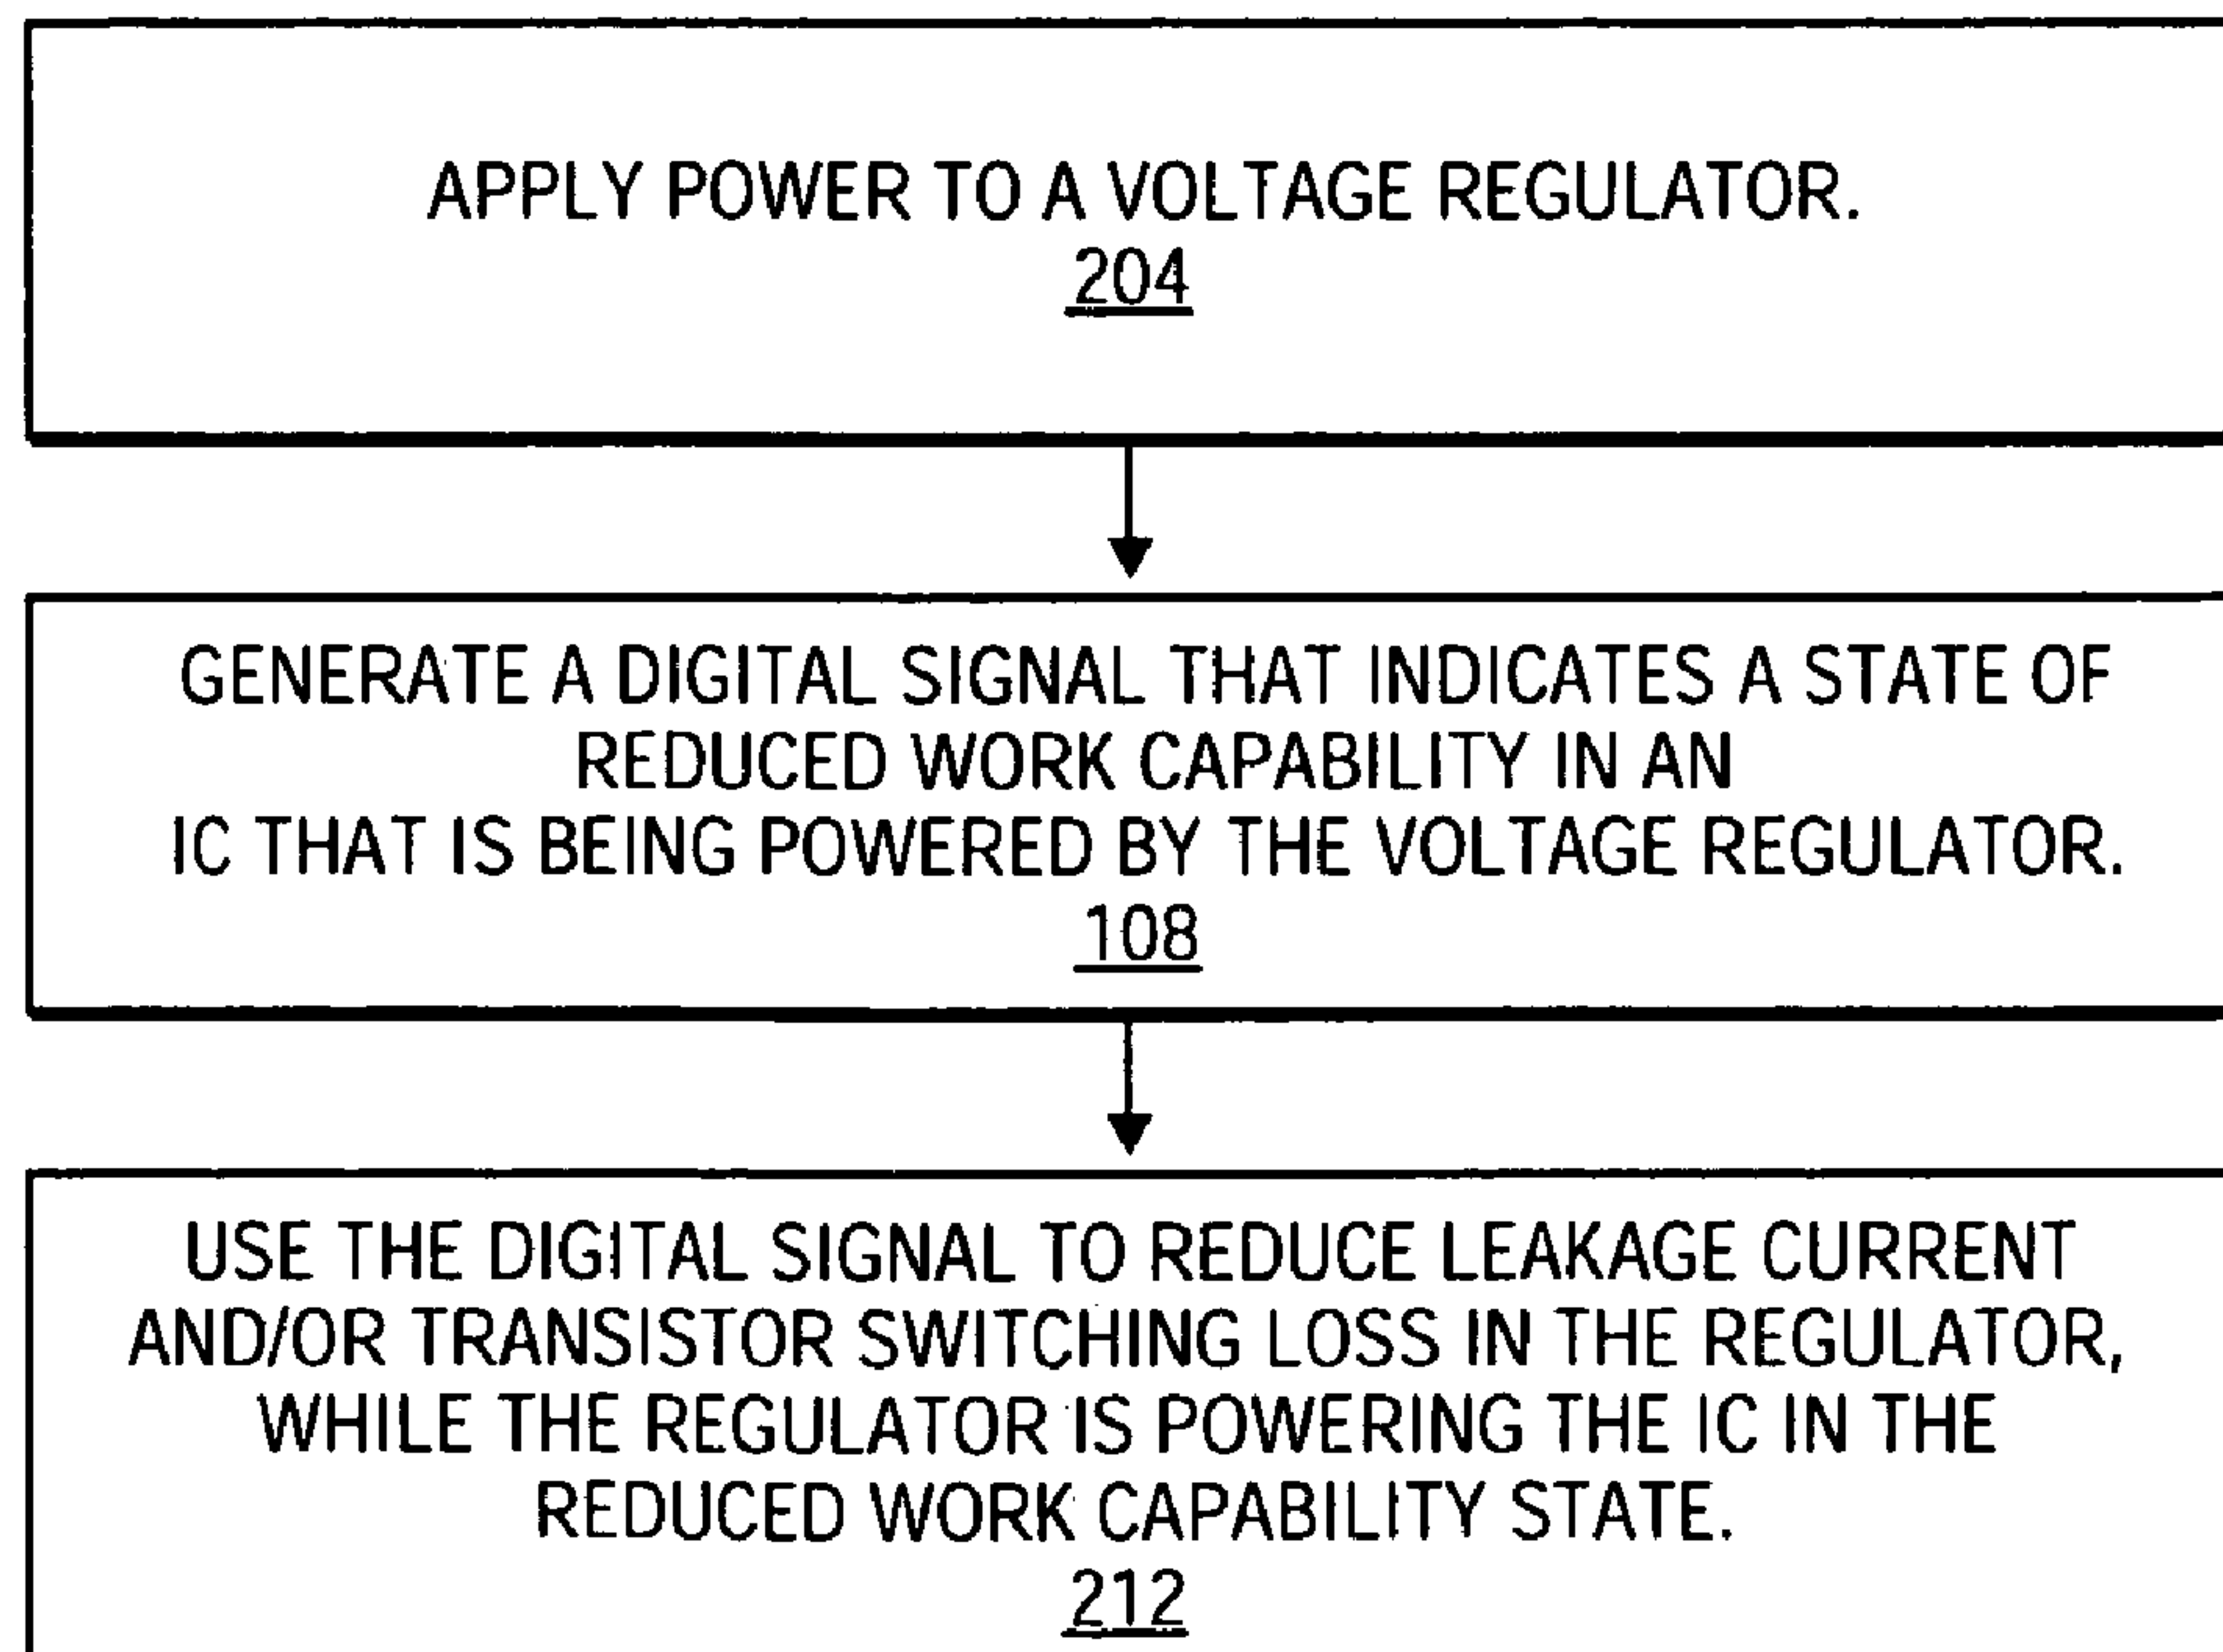 APPLY POWER TO A VOLTAGE REGULATOR.
204
GENERATE A DIGITAL SIGNAL THAT INDICATES A STATE OF
REDUCED WORK CAPABILITY IN AN
IC THAT IS BEING POWERED BY THE VOLTAGE REGULATOR.
108
USE THE DIGITAL SIGNAL TO REDUCE LEAKAGE CURRENT
AND/OR TRANSISTOR SWITCHING LOSS IN THE REGULATOR,
WHILE THE REGULATOR IS POWERING THE IC IN THE
REDUCED WORK CAPABILITY STATE.
212